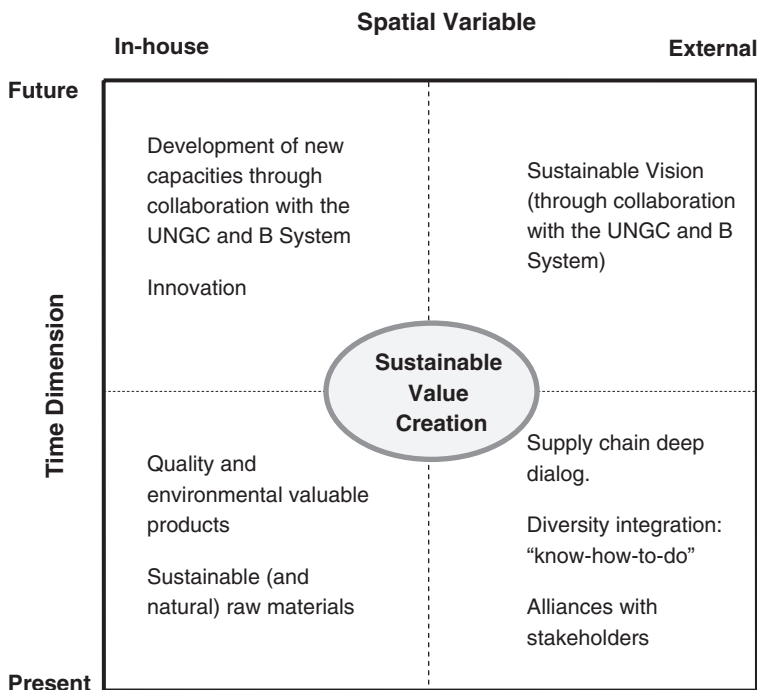 Spatial Variable
In-house
External
Future
Time Dimension
Development of new
capacities through
collaboration with the
UNGC and B System
Innovation
Sustainable Vision
(through collaboration
with the UNGC and B
System)
Sustainable
Value
Creation
Quality and
environmental valuable
products
Sustainable (and
natural) raw materials
Supply chain deep
dialog.
Diversity integration:
“know-how-to-do”
Alliances with
stakeholders
Present